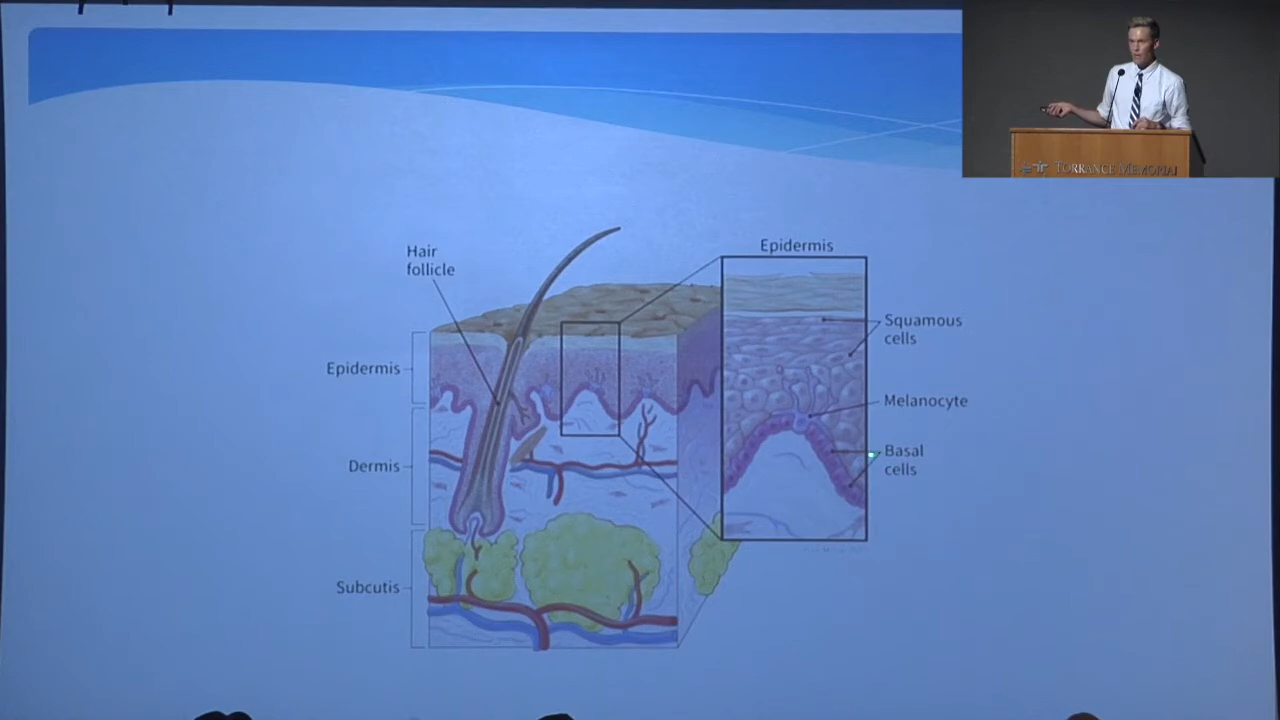 TORRANCE MEMORIAL
Hair
follicle
Epidermis
Squamous
cells
Epidermis
Melanocyte
Basal
cells
Dermis
Subcutis